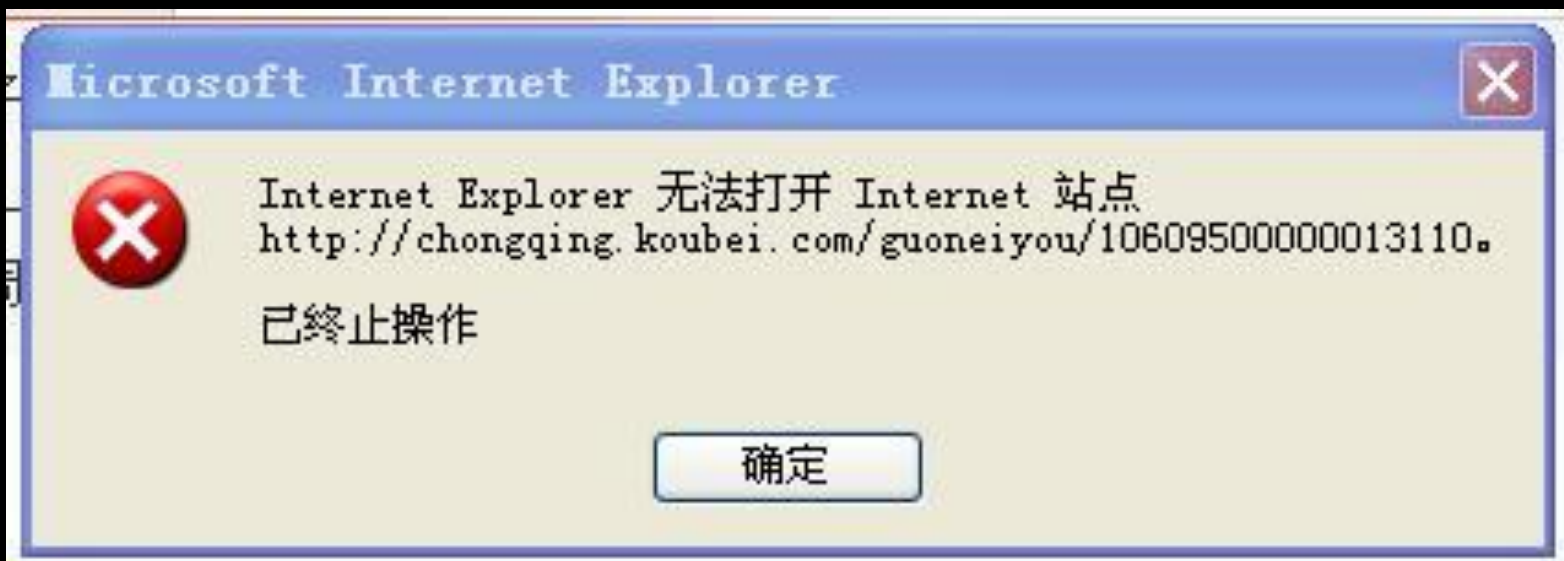 Microsoft Internet Explorer
Internet Explorer 无法打开 Internet 站点
http://chongqing.koubei.com/guoneiyou/10609500000013110。
已终止操作
确定